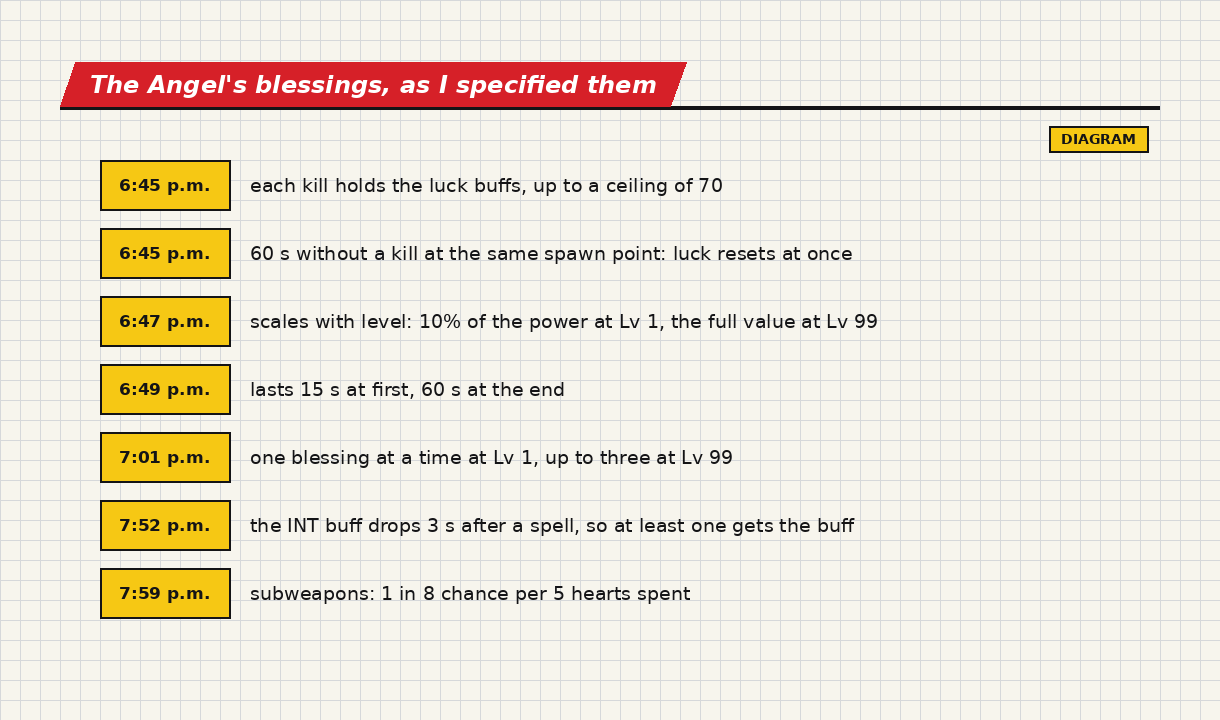 The Angel's blessings, as I specified them
DIAGRAM
6:45 p.m. each kill holds the luck buffs, up to a ceiling of 70
6:45 p.m. 60 s without a kill at the same spawn point: luck resets at once
6:47 p.m. scales with level: 10% of the power at Lv 1, the full value at Lv 99
6:49 p.m. lasts 15 s at first, 60 s at the end
7:01 p.m. one blessing at a time at Lv 1, up to three at Lv 99
7:52 p.m. the INT buff drops 3 s after a spell, so at least one gets the buff
7:59 p.m. subweapons: 1 in 8 chance per 5 hearts spent